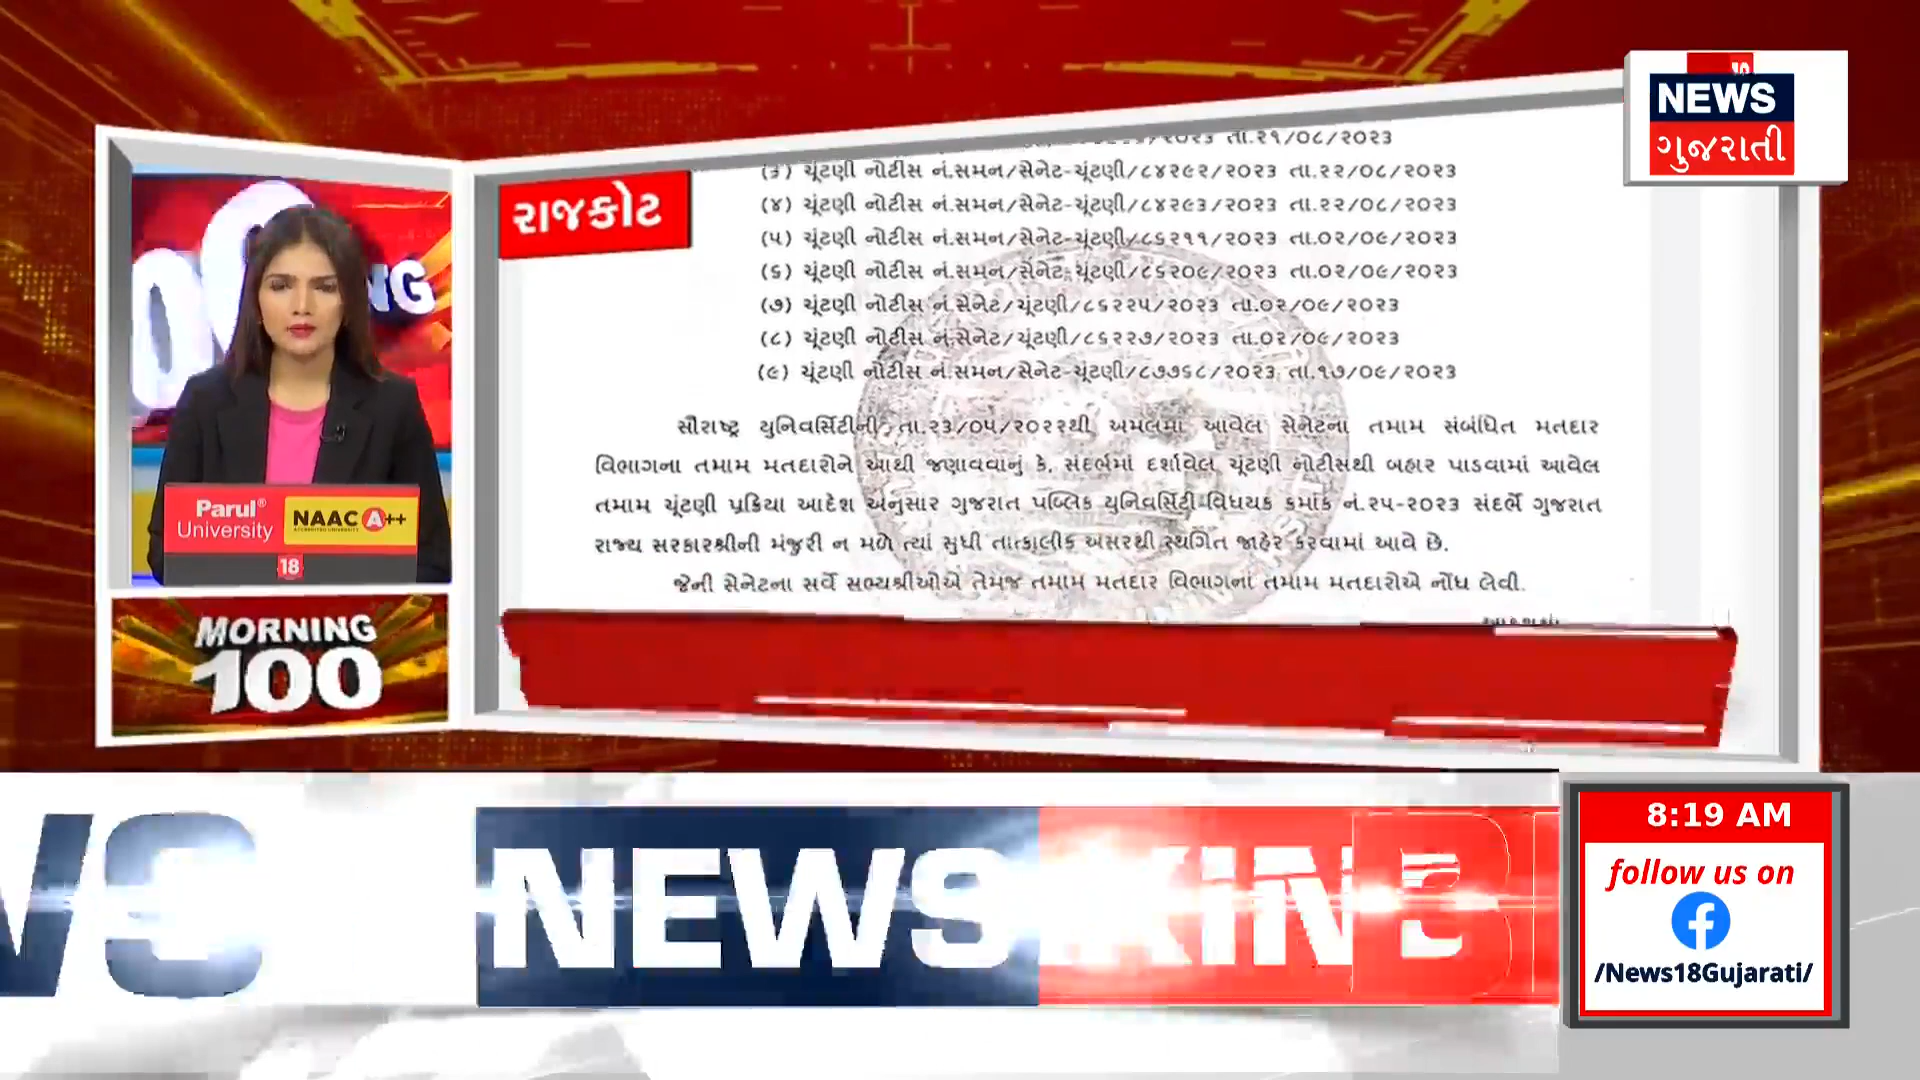 NEWS
ગુજરાતી
રાજકોટ
તા.૨૧/૦૮/૨૦૨૩
(૩) ચૂંટણી નોટીસ નં.સમન/સેનેટ-ચૂંટણી/૮૪૨૯૨/૨૦૨૩ તા.૨૨/૦૮/૨૦૨૩
(૪) ચૂંટણી નોટીસ નં.સમન/સેનેટ-ચૂંટણી/૮૪૨૯૩/૨૦૨૩ તા.૨૨/૦૮/૨૦૨૩
(૫) ચૂંટણી નોટીસ નં.સમન/સેનેટ-ચૂંટણી/૮૬૨૧૧/૨૦૨૩ તા.૦૨/૦૯/૨૦૨૩
(૬) ચૂંટણી નોટીસ નં.સમન/સેનેટ-ચૂંટણી/૮૬૨૦૯/૨૦૨૩ તા.૦૨/૦૯/૨૦૨૩
(૭) ચૂંટણી નોટીસ નં.સેનેટ/ચૂંટણી/૮૬૨૨૫/૨૦૨૩ તા.૦૨/૦૯/૨૦૨૩
(૮) ચૂંટણી નોટીસ નં.સેનેટ/ચૂંટણી/૮૬૨૨૭/૨૦૨૩ તા.૦૨/૦૯/૨૦૨૩
(૯) ચૂંટણી નોટીસ નં.સમન/સેનેટ-ચૂંટણી/૮૭૭૬૮/૨૦૨૩ તા.૧૭/૦૯/૨૦૨૩
સૌરાષ્ટ્ર યુનિવર્સિટીની તા.૨૩/૦૫/૨૦૨૨થી અમલમાં આવેલ સેનેટના તમામ સંબંધિત મતદાર
વિભાગના તમામ મતદારોને આથી જણાવવાનું કે, સંદર્ભમાં દર્શાવેલ ચૂંટણી નોટીસથી બહાર પાડવામાં આવેલ
તમામ ચૂંટણી પ્રક્રિયા આદેશ અનુસાર ગુજરાત પબ્લિક યુનિવર્સિટી વિધેયક ક્રમાંક નં.૨૫-૨૦૨૩ સંદર્ભે ગુજરાત
રાજ્ય સરકારશ્રીની મંજુરી ન મળે ત્યાં સુધી તાત્કાલીક અસરથી સ્થગિત જાહેર કરવામાં આવે છે.
જેની સેનેટના સર્વે સભ્યશ્રીઓએ તેમજ તમામ મતદાર વિભાગના તમામ મતદારોએ નોંધ લેવી.
Parul®
University
NAAC A++
18
MORNING
100
NEWS
8:19 AM
follow us on
/News18Gujarati/